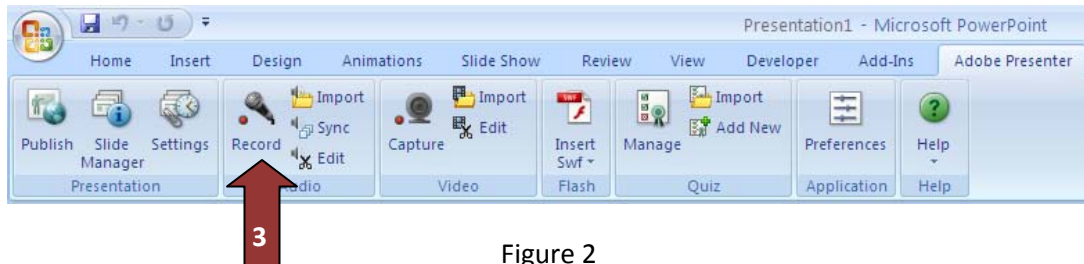 Presentation1 - Microsoft PowerPoint
Home Insert Design Animations Slide Show Review View Developer Add-Ins Adobe Presenter
Publish
Slide Manager
Settings
Presentation
Record
Import
Sync
Edit
Capture
Import
Edit
Video
Insert Swf
Flash
Manage
Import
Add New
Quiz
Preferences
Application
Help
Help
3
Figure 2